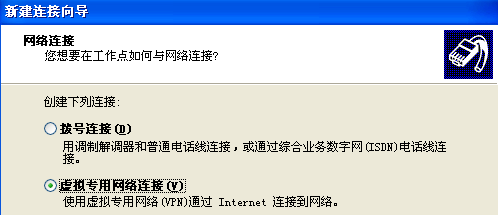 新建连接向导
网络连接
您想要在工作点如何与网络连接?
创建下列连接:
拨号连接(D)
用调制解调器和普通电话线连接，或通过综合业务数字网(ISDN)电话线连
接。
虚拟专用网络连接(V)
使用虚拟专用网络(VPN)通过 Internet 连接到网络。